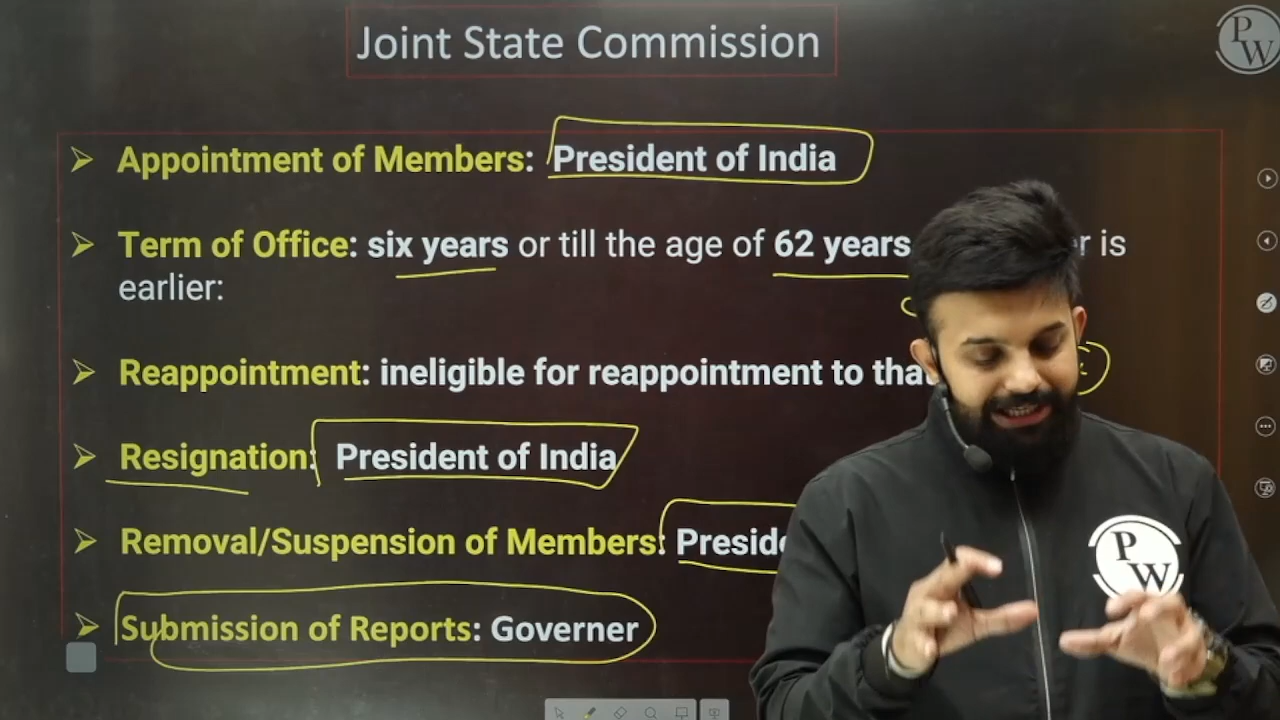 Joint State Commission
PW
➤ Appointment of Members: President of India
➤ Term of Office: six years or till the age of 62 years is
earlier:
➤ Reappointment: ineligible for reappointment to
➤ Resignation: President of India
➤ Removal/Suspension of Members:
➤ Submission of Reports: Governer
PW